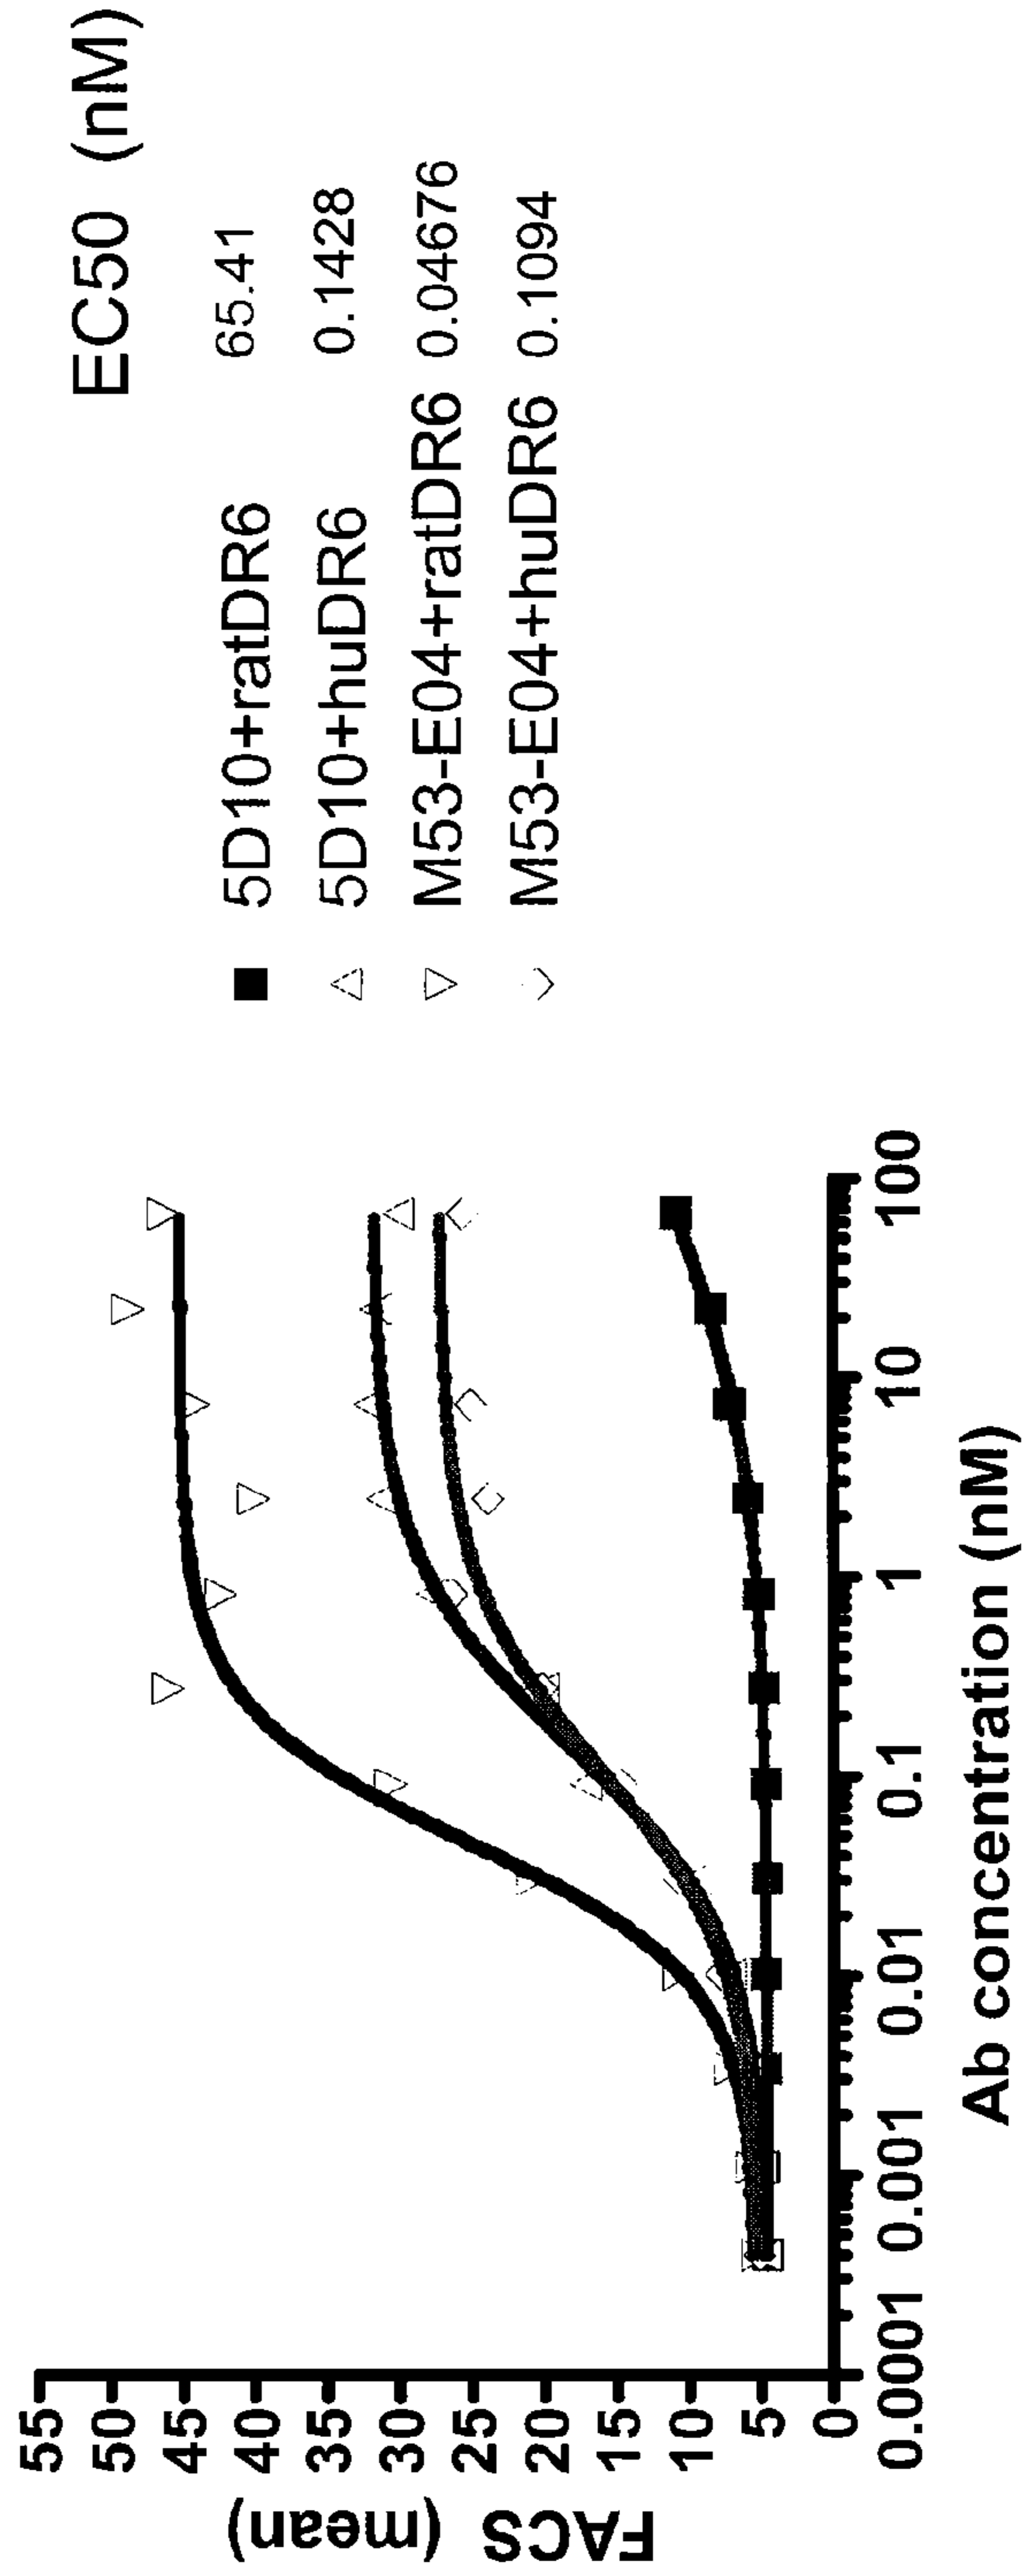 EC50 (nM)
5D10+ratDR6 65.41
5D10+huDR6 0.1428
M53-E04+ratDR6 0.04676
M53-E04+huDR6 0.1094
FACS (mean)
55
50
45
40
35
30
25
20
15
10
5
0
0.0001 0.001 0.01 0.1 1 10 100
Ab concentration (nM)